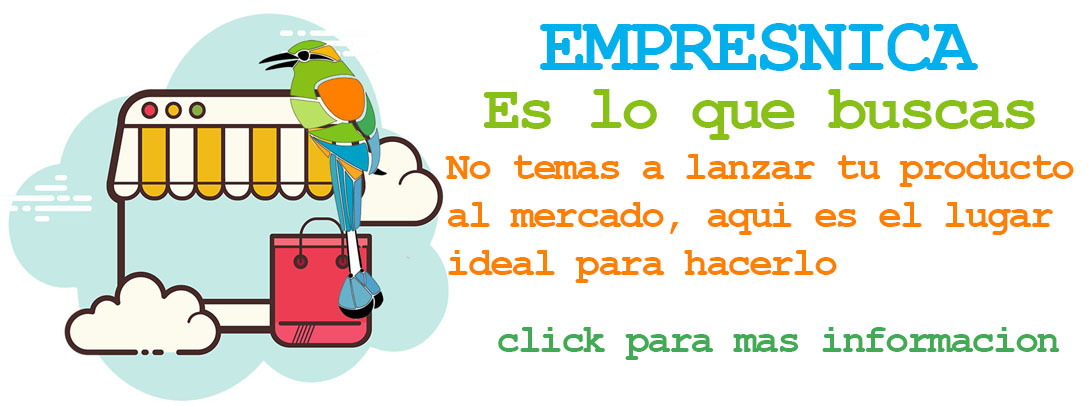 EMPRESNICA
Es lo que buscas
No temas a lanzar tu producto
al mercado, aqui es el lugar
ideal para hacerlo
click para mas informacion